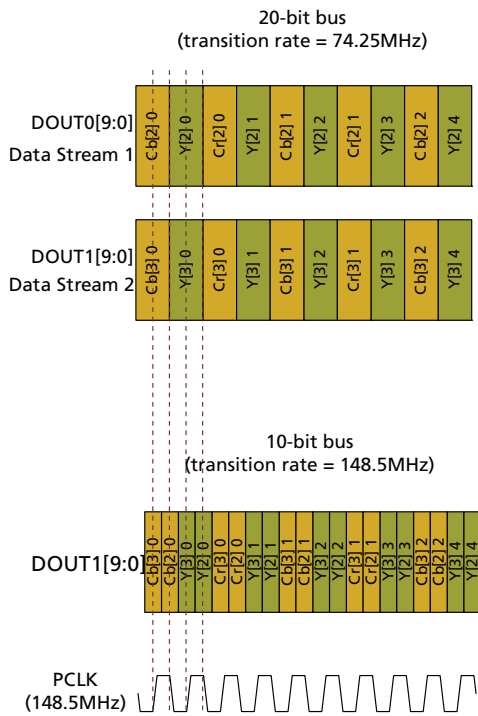 20-bit bus
(transition rate = 74.25MHz)
DOUT0[9:0]
Data Stream 1
Cb[2] 0
Y[2] 0
Cr[2] 0
Y[2] 1
Cb[2] 1
Y[2] 2
Cr[2] 1
Y[2] 3
Cb[2] 2
Y[2] 4
DOUT1[9:0]
Data Stream 2
Cb[3] 0
Y[3] 0
Cr[3] 0
Y[3] 1
Cb[3] 1
Y[3] 2
Cr[3] 1
Y[3] 3
Cb[3] 2
Y[3] 4
10-bit bus
(transition rate = 148.5MHz)
DOUT1[9:0]
Cb[3] 0
Cb[2] 0
Y[3] 0
Y[2] 0
Cr[3] 0
Cr[2] 0
Y[3] 1
Y[2] 1
Cb[3] 1
Cb[2] 1
Y[3] 2
Y[2] 2
Cr[3] 1
Cr[2] 1
Y[3] 3
Y[2] 3
Cb[3] 2
Cb[2] 2
Y[3] 4
Y[2] 4
PCLK
(148.5MHz)